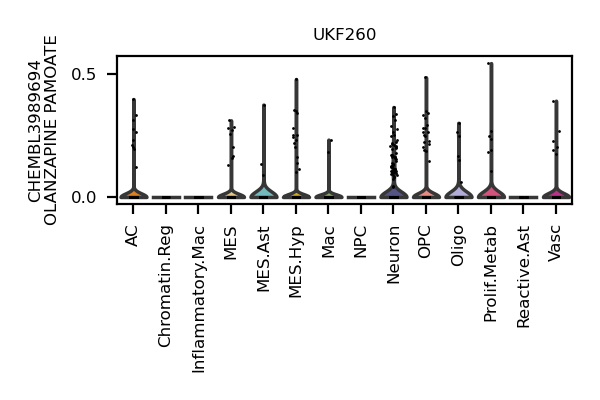 UKF260
CHEMBL3989694
OLANZAPINE PAMOATE
0.5
0.0
AC
Chromatin.Reg
Inflammatory.Mac
MES
MES.Ast
MES.Hyp
Mac
NPC
Neuron
OPC
Oligo
Prolif.Metab
Reactive.Ast
Vasc